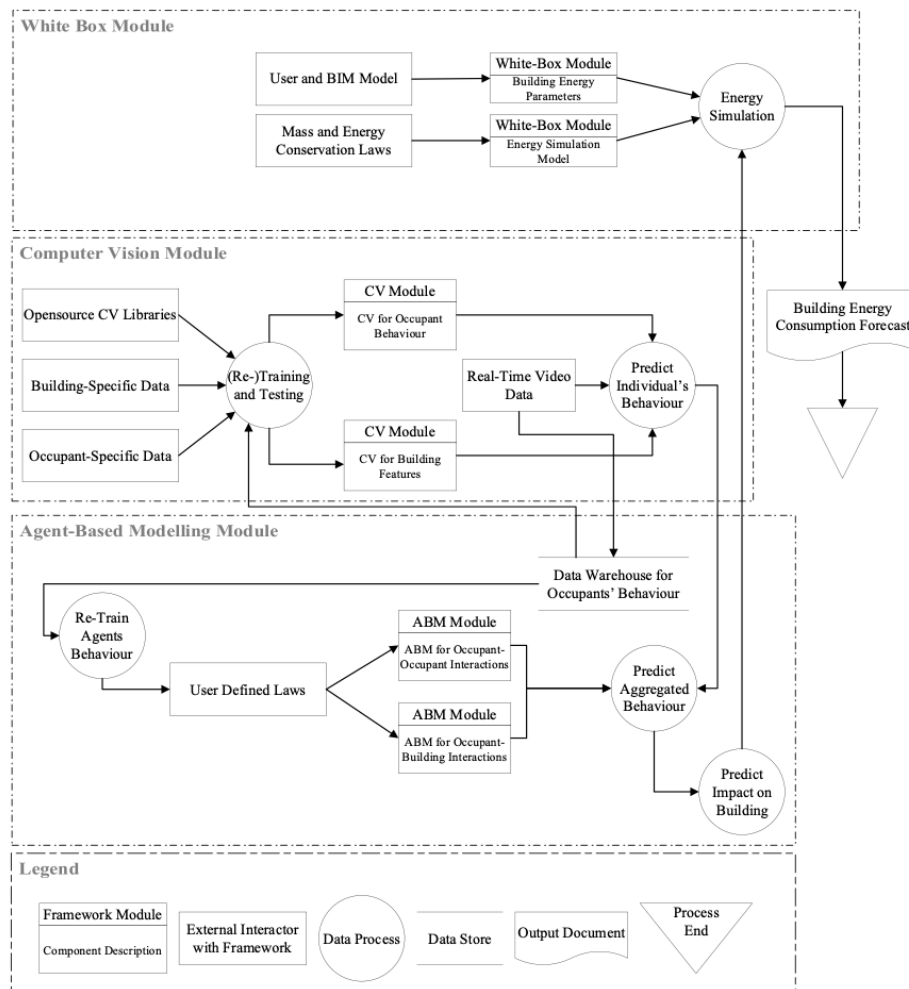 White Box Module
User and BIM Model
White-Box Module
Building Energy
Parameters
Energy
Simulation
Mass and Energy
Conservation Laws
White-Box Module
Energy Simulation
Model
Computer Vision Module
Opensource CV Libraries
Building-Specific Data
Occupant-Specific Data
(Re-)Training
and Testing
CV Module
CV for Occupant
Behaviour
Real-Time Video
Data
CV Module
CV for Building
Features
Predict
Individual's
Behaviour
Building Energy
Consumption Forecast
Agent-Based Modelling Module
Data Warehouse for
Occupants' Behaviour
Re-Train
Agents
Behaviour
User Defined Laws
ABM Module
ABM for Occupant-
Occupant Interactions
ABM Module
ABM for Occupant-
Building Interactions
Predict
Aggregated
Behaviour
Predict
Impact on
Building
Legend
Framework Module
Component Description
External Interactor
with Framework
Data Process
Data Store
Output Document
Process
End